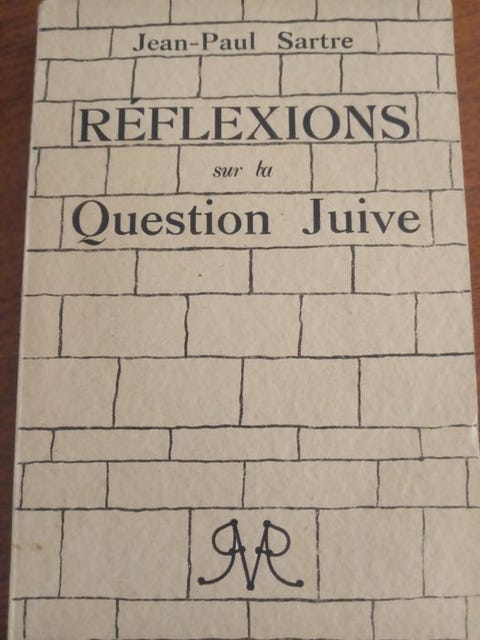 Jean-Paul Sartre
RÉFLEXIONS
sur la
Question Juive